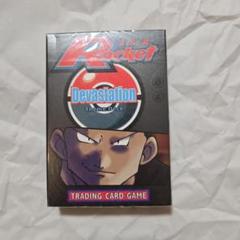 Rocket
Devastation
TRADING CARD GAME